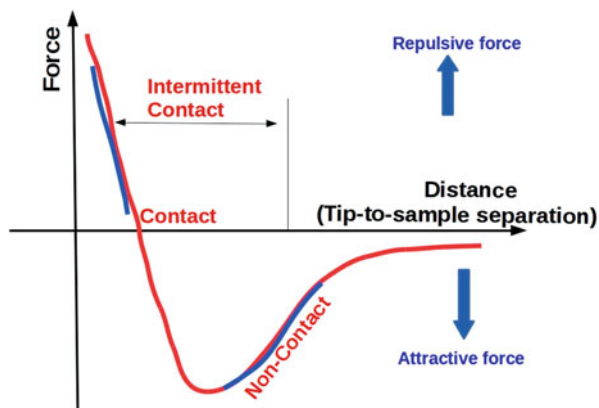 Force
Repulsive force
Intermittent
Contact
Distance
(Tip-to-sample separation)
Contact
Non-Contact
Attractive force